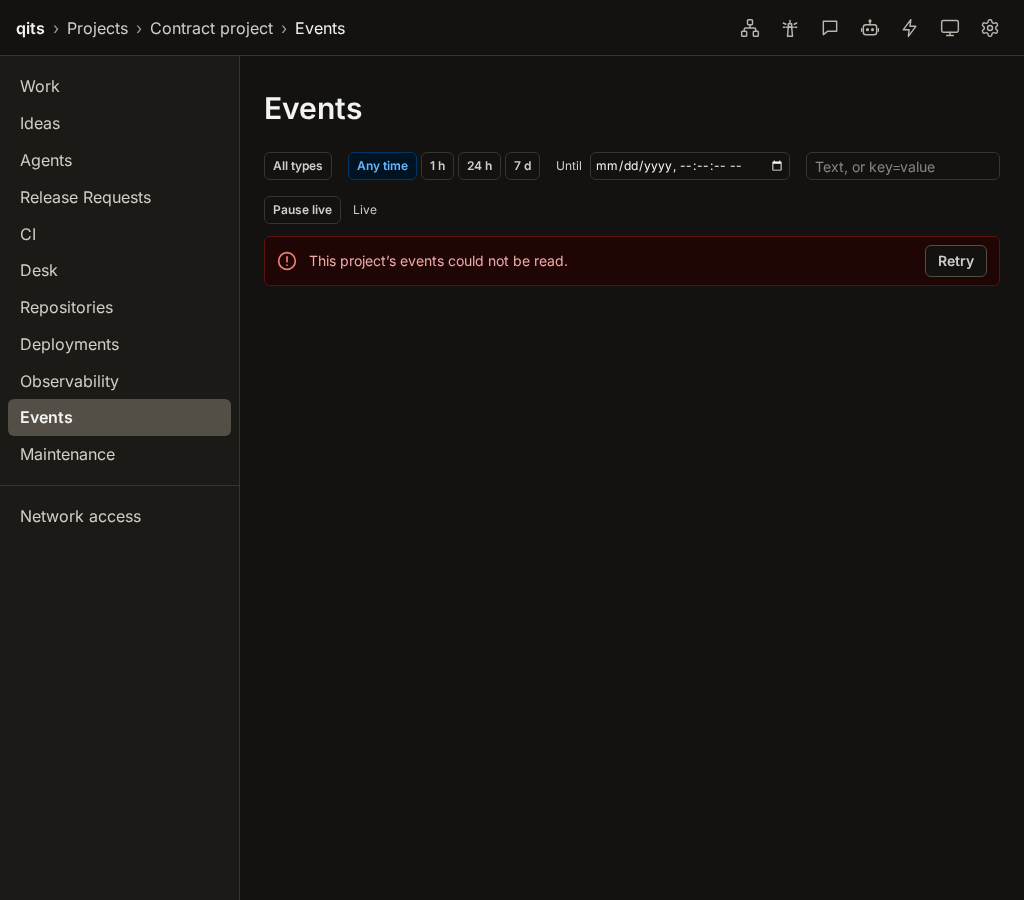 qits › Projects › Contract project › Events
Work
Ideas
Agents
Release Requests
CI
Desk
Repositories
Deployments
Observability
Events
Maintenance
Network access
Events
All types Any time 1 h 24 h 7 d Until mm/dd/yyyy, --:--:-- -- Text, or key=value
Pause live Live
This project’s events could not be read. Retry